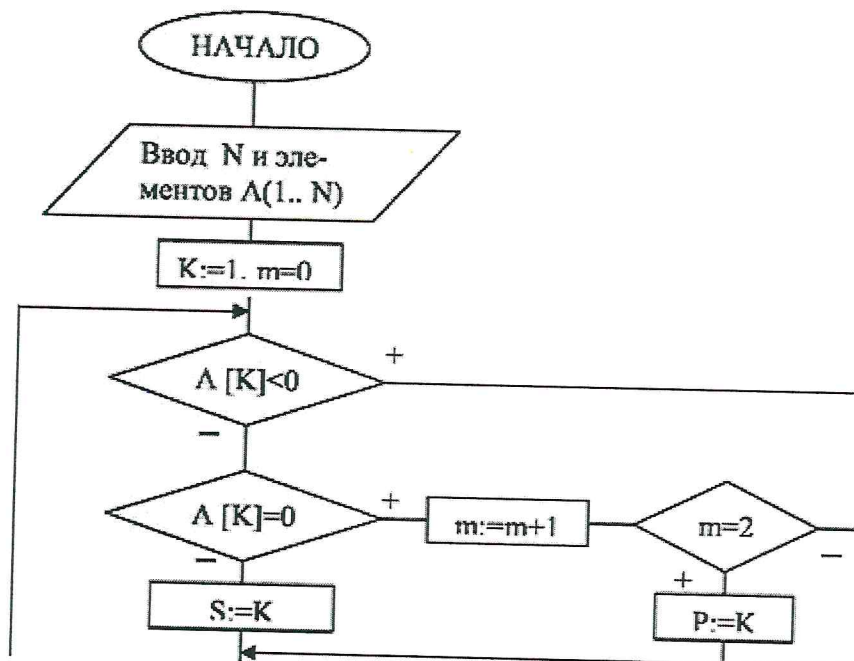 НАЧАЛО
Ввод N и эле-
ментов A(1.. N)
K:=1, m=0
A [K]<0
+
–
A [K]=0
+
m:=m+1
m=2
–
–
+
S:=K
P:=K